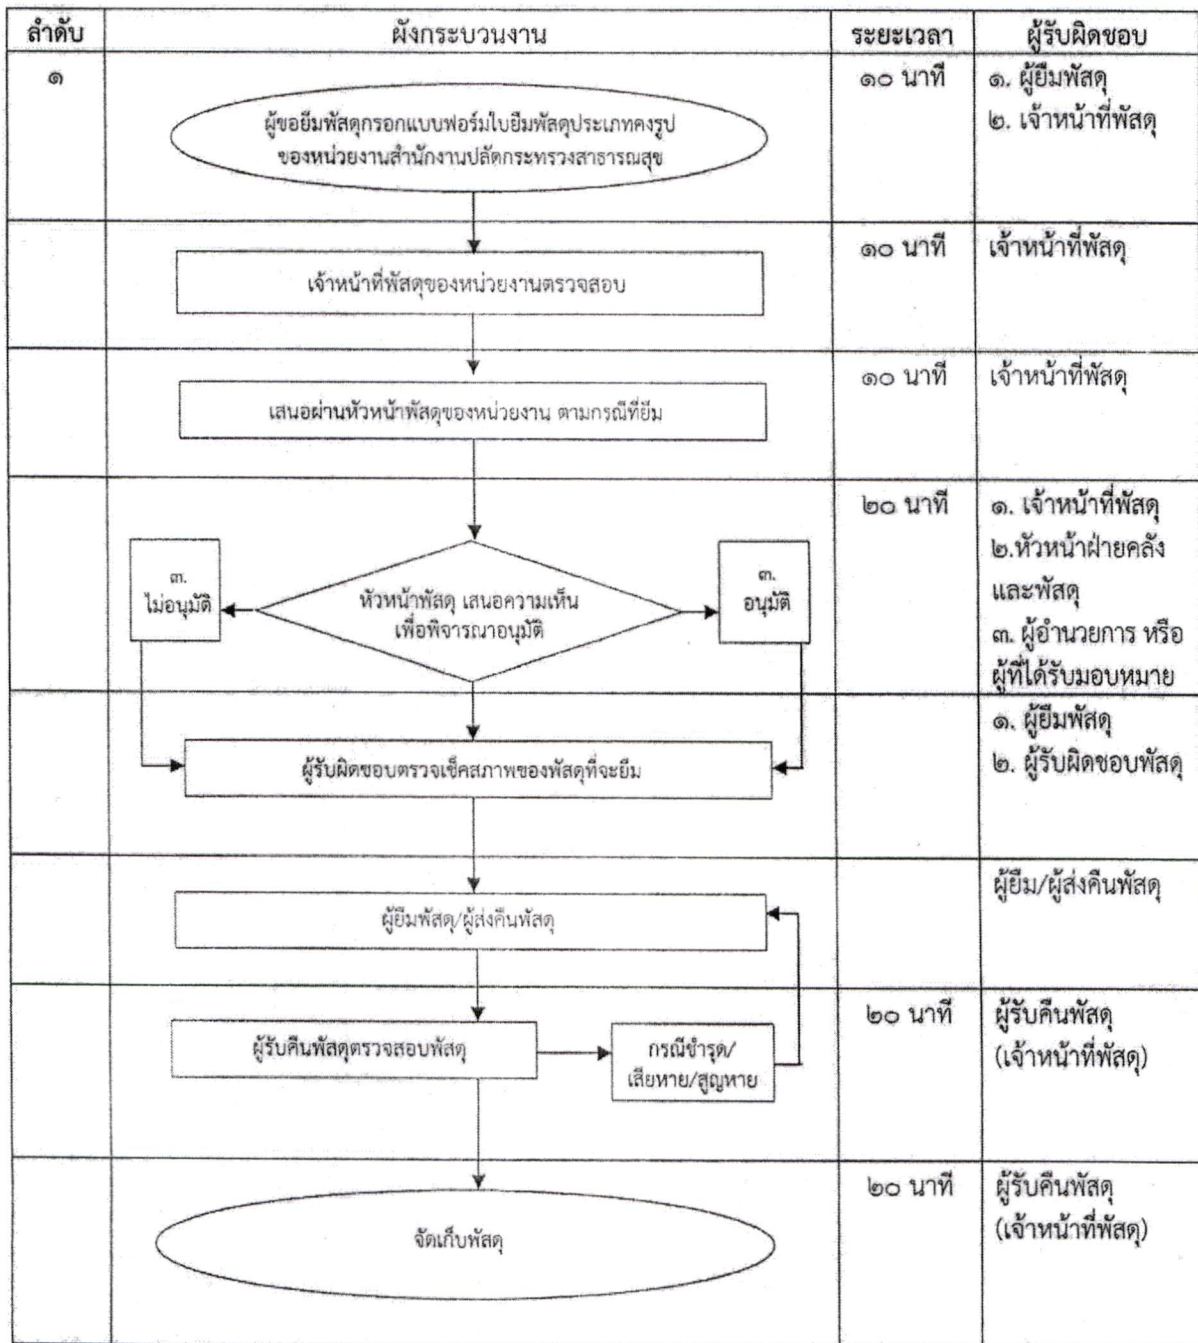 ลำดับ
ผังกระบวนงาน
ระยะเวลา
ผู้รับผิดชอบ
๑
ผู้ขอยืมพัสดุกรอกแบบฟอร์มใบยืมพัสดุประเภทคงรูป
ของหน่วยงานสำนักงานปลัดกระทรวงสาธารณสุข
๑๐ นาที
๑. ผู้ยืมพัสดุ
๒. เจ้าหน้าที่พัสดุ
เจ้าหน้าที่พัสดุของหน่วยงานตรวจสอบ
๑๐ นาที
เจ้าหน้าที่พัสดุ
เสนอผ่านหัวหน้าพัสดุของหน่วยงาน ตามกรณีที่ยืม
๑๐ นาที
เจ้าหน้าที่พัสดุ
๓.
ไม่อนุมัติ
หัวหน้าพัสดุ เสนอความเห็น
เพื่อพิจารณาอนุมัติ
๓.
อนุมัติ
๒๐ นาที
๑. เจ้าหน้าที่พัสดุ
๒.หัวหน้าฝ่ายคลัง
และพัสดุ
๓. ผู้อำนวยการ หรือ
ผู้ที่ได้รับมอบหมาย
ผู้รับผิดชอบตรวจเช็คสภาพของพัสดุที่จะยืม
๑. ผู้ยืมพัสดุ
๒. ผู้รับผิดชอบพัสดุ
ผู้ยืมพัสดุ/ผู้ส่งคืนพัสดุ
ผู้ยืม/ผู้ส่งคืนพัสดุ
ผู้รับคืนพัสดุตรวจสอบพัสดุ
กรณีชำรุด/
เสียหาย/สูญหาย
๒๐ นาที
ผู้รับคืนพัสดุ
(เจ้าหน้าที่พัสดุ)
จัดเก็บพัสดุ
๒๐ นาที
ผู้รับคืนพัสดุ
(เจ้าหน้าที่พัสดุ)